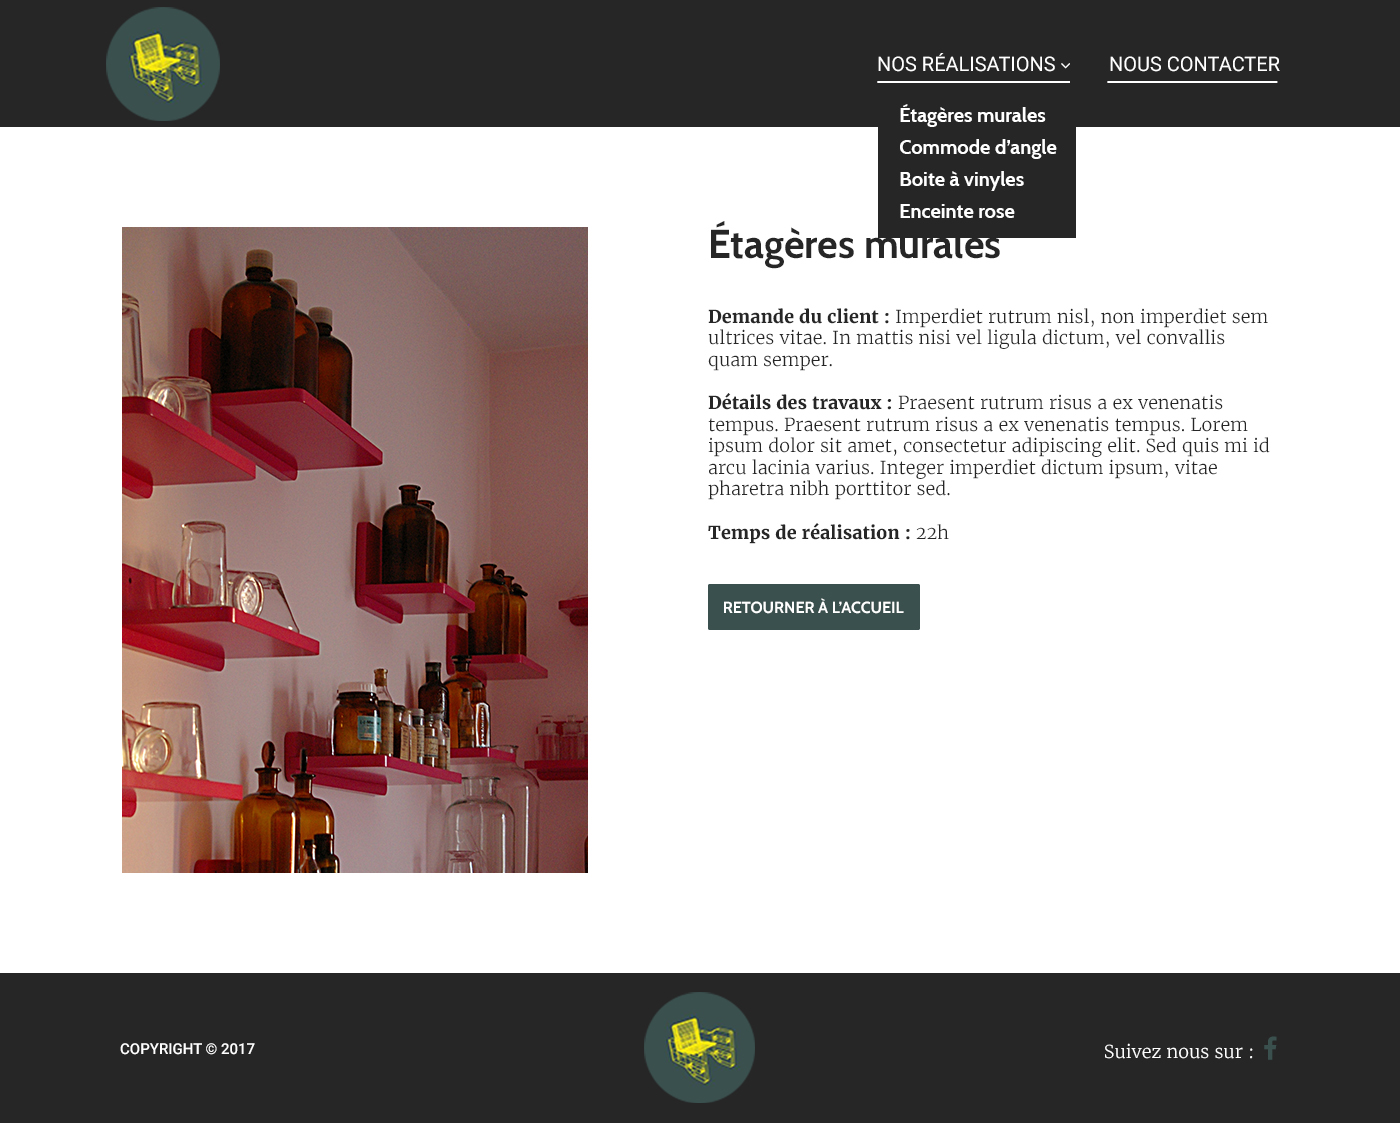 NOS RÉALISATIONS
NOUS CONTACTER
Étagères murales
Commode d'angle
Boite à vinyles
Enceinte rose
Étagères murales
Demande du client : Imperdiet rutrum nisl, non imperdiet sem
ultrices vitae. In mattis nisi vel ligula dictum, vel convallis
quam semper.
Détails des travaux : Praesent rutrum risus a ex venenatis
tempus. Praesent rutrum risus a ex venenatis tempus. Lorem
ipsum dolor sit amet, consectetur adipiscing elit. Sed quis mi id
arcu lacinia varius. Integer imperdiet dictum ipsum, vitae
pharetra nibh porttitor sed.
Temps de réalisation : 22h
RETOURNER À L'ACCUEIL
COPYRIGHT © 2017
Suivez nous sur :